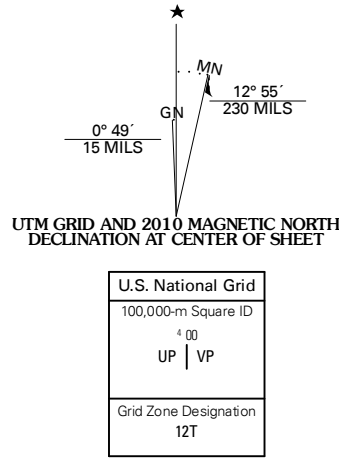 MN
GN
12° 55´
230 MILS
0° 49´
15 MILS
UTM GRID AND 2010 MAGNETIC NORTH
DECLINATION AT CENTER OF SHEET
U.S. National Grid
100,000-m Square ID
4 00
UP | VP
Grid Zone Designation
12T